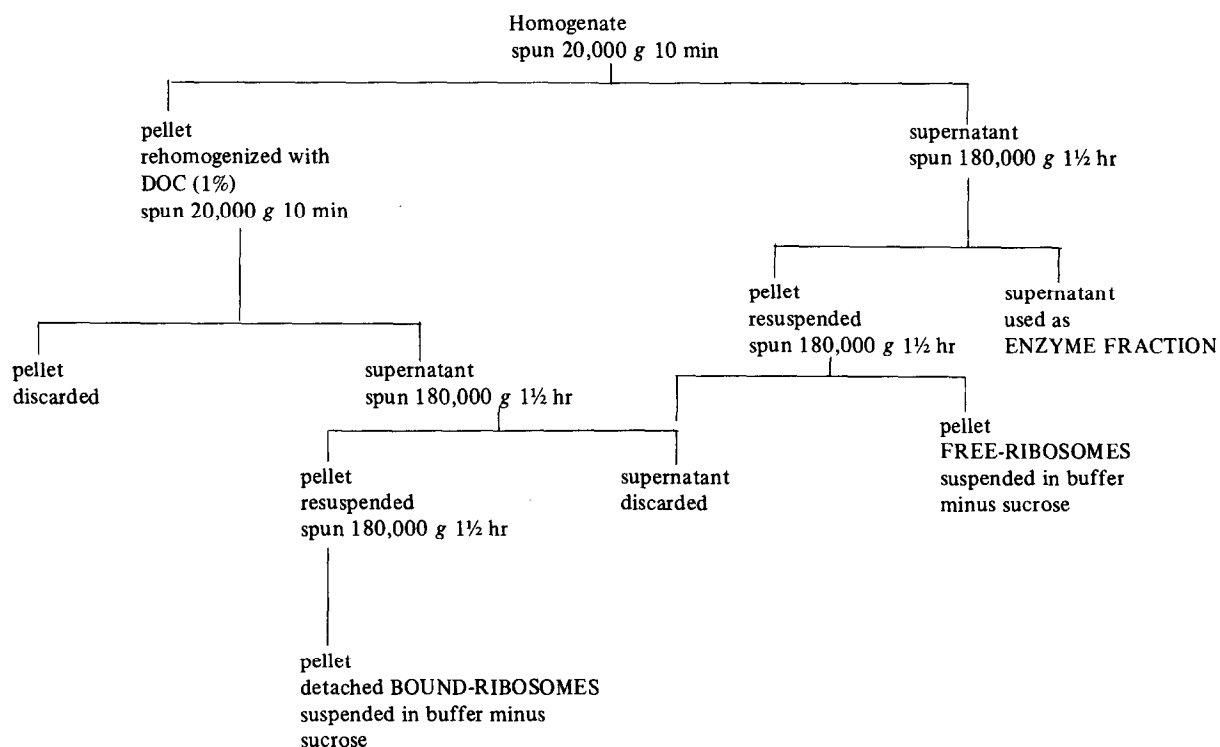 Homogenate
spun 20,000 g 10 min
pellet
rehomogenized with
DOC (1%)
spun 20,000 g 10 min
supernatant
spun 180,000 g 1½ hr
pellet
resuspended
spun 180,000 g 1½ hr
supernatant
used as
ENZYME FRACTION
pellet
discarded
supernatant
spun 180,000 g 1½ hr
pellet
FREE-RIBOSOMES
suspended in buffer
minus sucrose
pellet
resuspended
spun 180,000 g 1½ hr
supernatant
discarded
pellet
detached BOUND-RIBOSOMES
suspended in buffer minus
sucrose